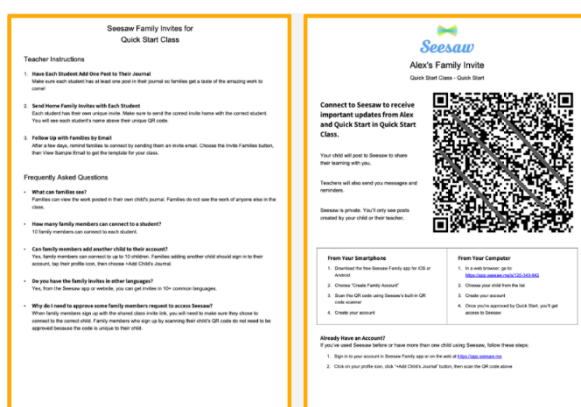 Seesaw Family Invites for
Quick Start Class
Teacher Instructions
1. Have Each Student Add One Post to Their Journal
Make sure each student has at least one post in their journal so families get a taste of the amazing work to
come!
2. Send Home Family Invites with Each Student
Each student has their own unique invite. Make sure to send the correct invite home with the correct student.
You will see each student's name above their unique QR code.
3. Follow Up with Families by Email
After a few days, remind families to connect by sending them an invite email. Choose the Invite Families button,
then View Sample Email to get the template for your class.
Frequently Asked Questions
• What can families see?
Families can view the work posted in their own child's journal. Families do not see the work of anyone else in the
class.
• How many family members can connect to a student?
10 family members can connect to each student.
• Can family members add another child to their account?
Yes, family members can connect to up to 10 children. Families adding another child should sign in to their
account, tap their profile icon, then choose +Add Child's Journal.
• Do you have the family invites in other languages?
Yes, from the Seesaw app or website, you can get invites in 10+ common languages.
• Why do I need to approve some family members request to access Seesaw?
When family members sign up with the shared class invite link, you will need to make sure they chose to
connect to the correct child. Family members who sign up by scanning their child's QR code do not need to be
approved because the code is unique to their child.
Seesaw
Alex's Family Invite
Quick Start Class - Quick Start
Connect to Seesaw to receive
important updates from Alex
and Quick Start in Quick Start
Class.
Your child will post to Seesaw to share
their learning with you.
Teachers will also send you messages and
reminders.
Seesaw is private. You'll only see posts
created by your child or their teacher.
From Your Smartphone
1. Download the free Seesaw Family app for iOS or
Android
2. Choose "Create Family Account"
3. Scan this QR code using Seesaw's built-in QR
code scanner
4. Create your account
From Your Computer
1. In a web browser, go to
2. Choose your child from the list
3. Create your account
4. Once you're approved by Quick Start, you'll get
access to Seesaw
Already Have an Account?
If you've used Seesaw before or have more than one child using Seesaw, follow these steps:
1. Sign in to your account in Seesaw Family app or on the web at https://app.seesaw.me
2. Click on your profile icon, click "+Add Child's Journal" button, then scan the QR code above